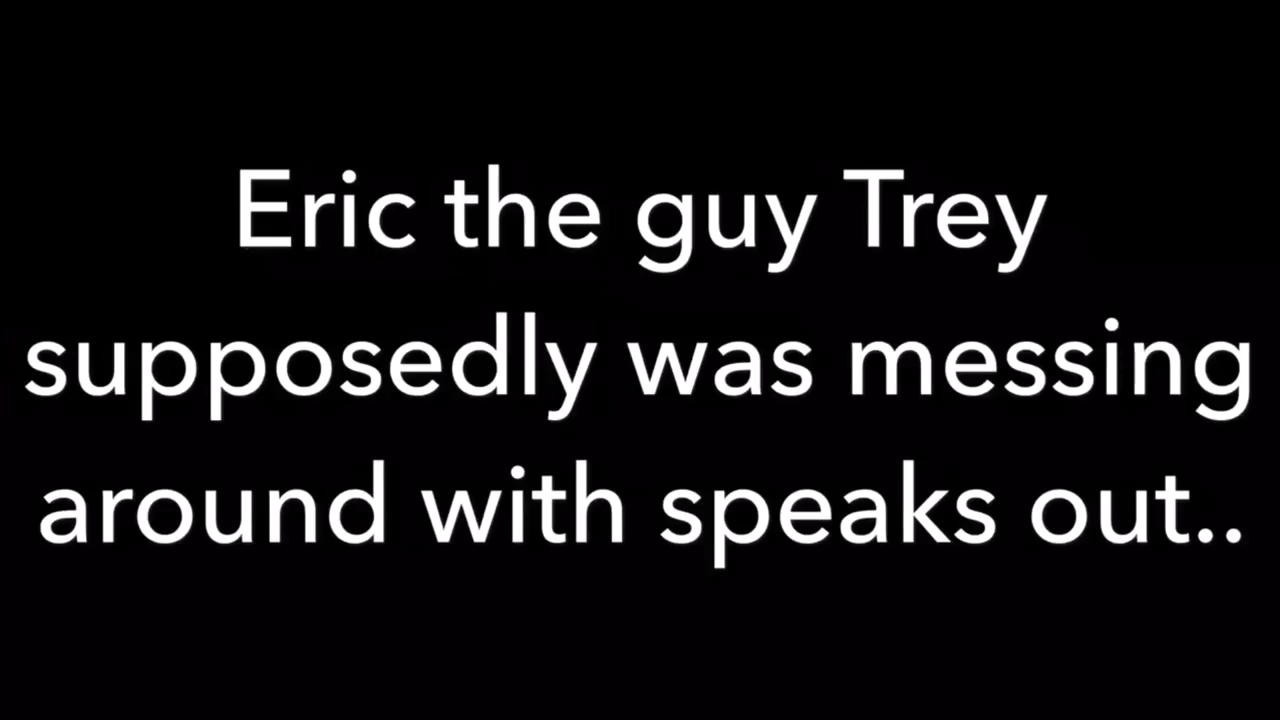 Eric the guy Trey
supposedly was messing
around with speaks out..